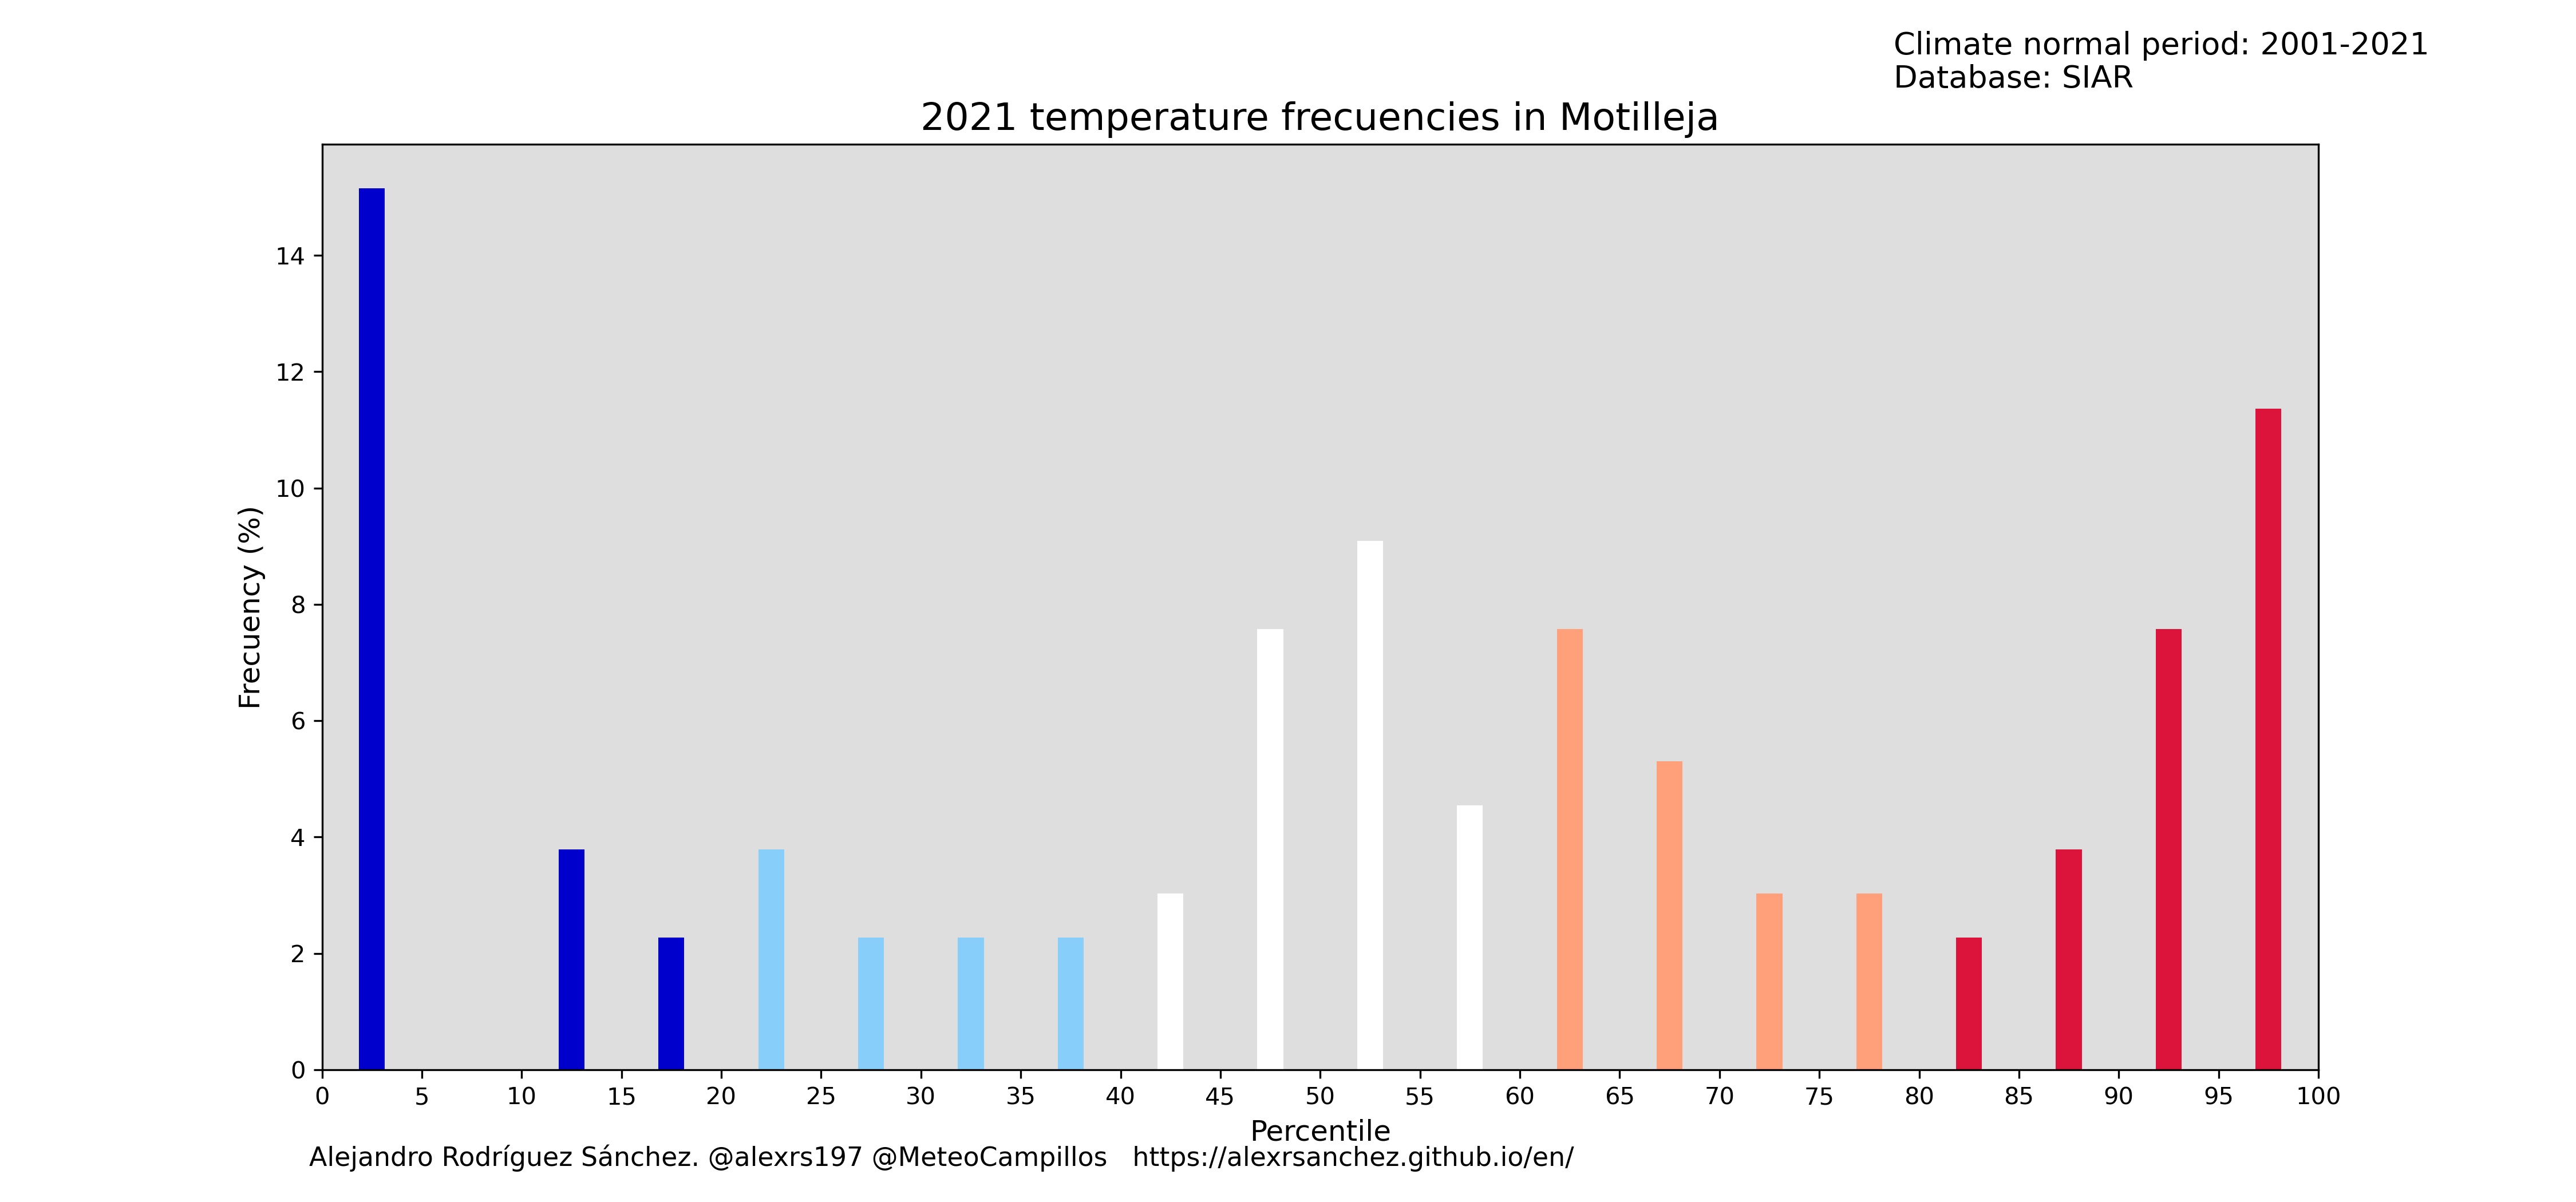 Climate normal period: 2001-2021
Database: SIAR
2021 temperature frecuencies in Motilleja
14
12
10
8
6
4
2
0
Frecuency (%)
0 5 10 15 20 25 30 35 40 45 50 55 60 65 70 75 80 85 90 95 100
Percentile
Alejandro Rodríguez Sánchez. @alexrs197 @MeteoCampillos https://alexrsanchez.github.io/en/